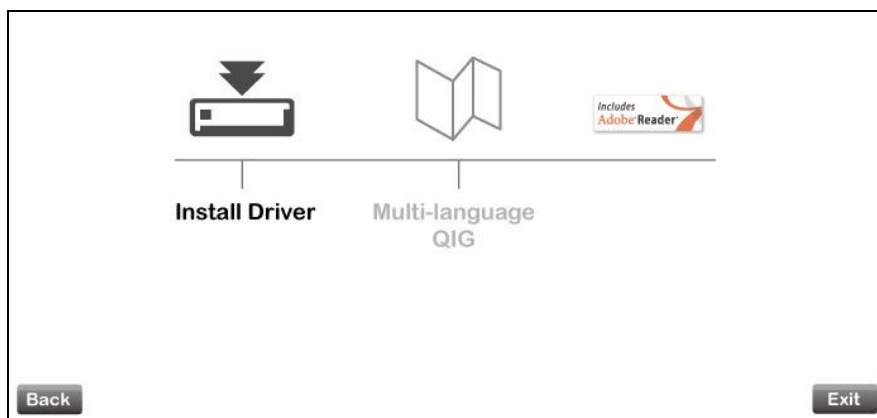 Includes
Adobe® Reader®
Install Driver
Multi-language
QIG
Back
Exit